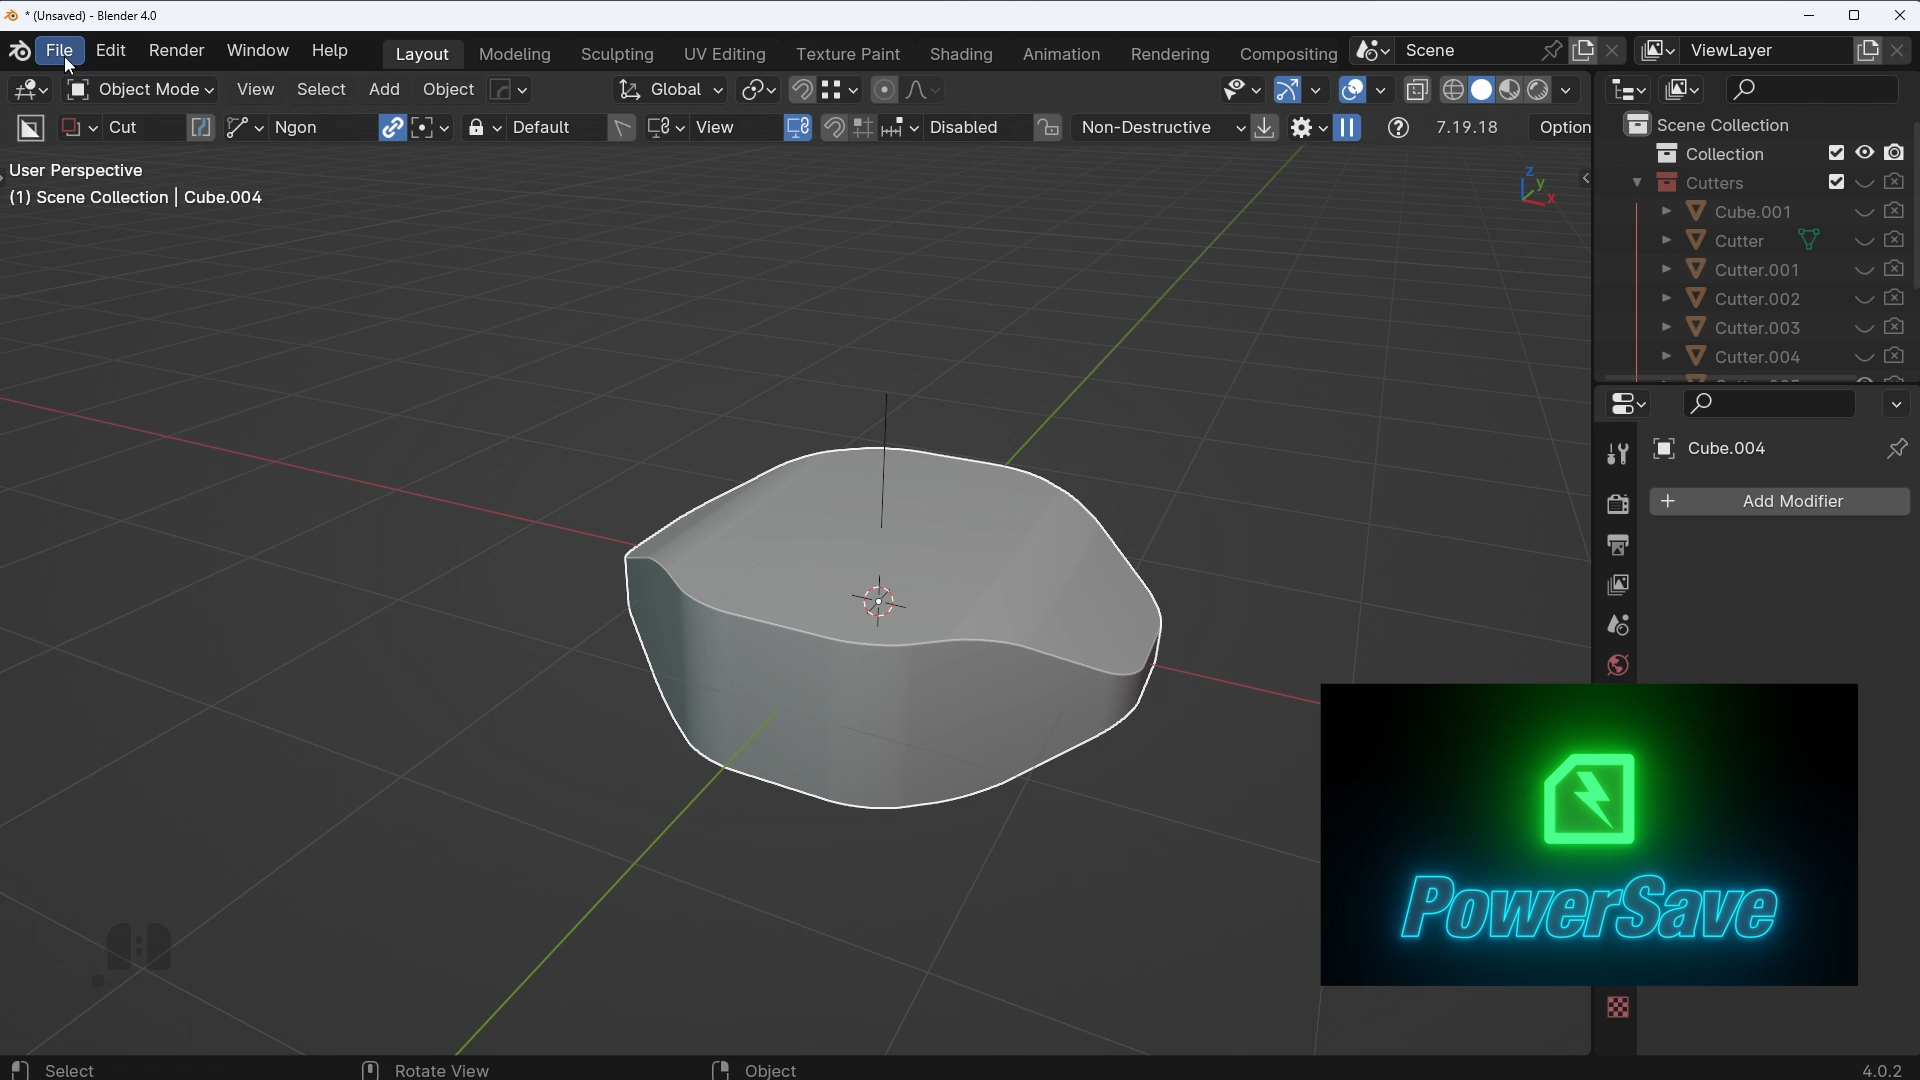 * (Unsaved) - Blender 4.0
File Edit Render Window Help Layout Modeling Sculpting UV Editing Texture Paint Shading Animation Rendering Compositing Scene ViewLayer
Object Mode View Select Add Object Global
Cut Ngon Default View Disabled Non-Destructive 7.19.18 Option
User Perspective
(1) Scene Collection | Cube.004
Z
Y
X
Scene Collection
Collection
Cutters
Cube.001
Cutter
Cutter.001
Cutter.002
Cutter.003
Cutter.004
Cube.004
+ Add Modifier
PowerSave
Select Rotate View Object 4.0.2